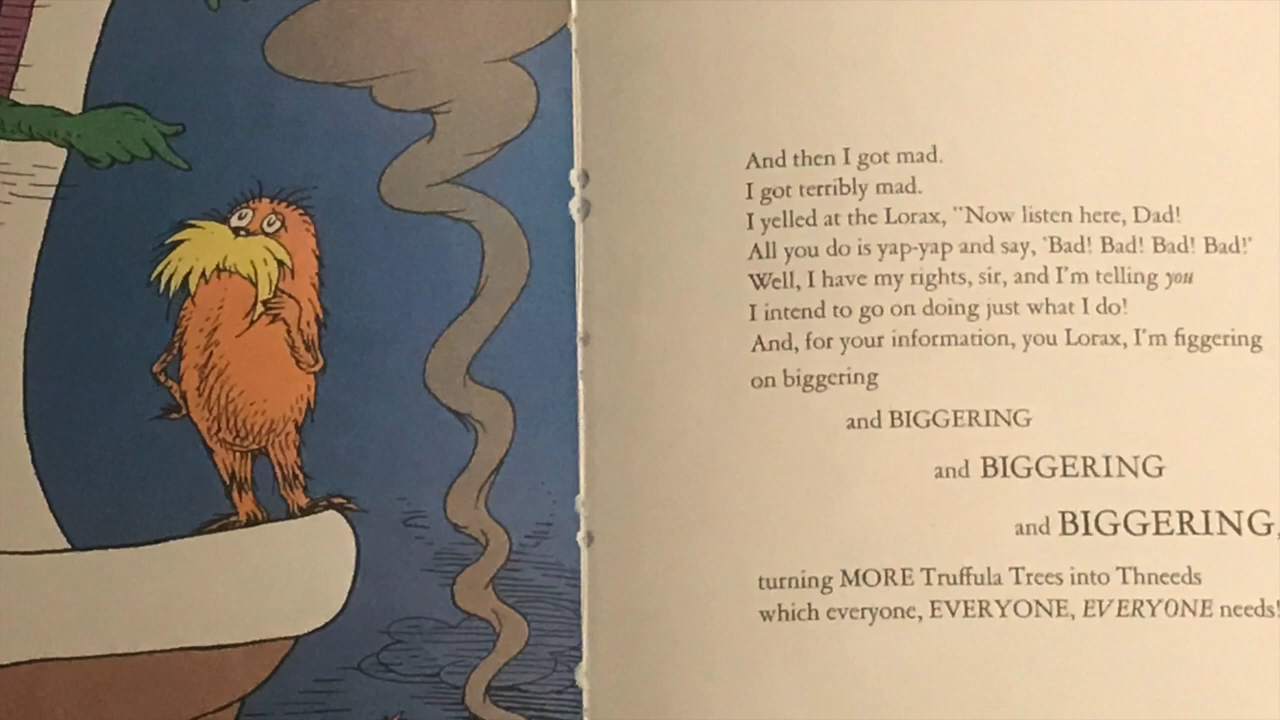 And then I got mad.
I got terribly mad.
I yelled at the Lorax, "Now listen here, Dad!
All you do is yap-yap and say, 'Bad! Bad! Bad! Bad!'
Well, I have my rights, sir, and I'm telling you
I intend to go on doing just what I do!
And, for your information, you Lorax, I'm figgering
on biggering
and BIGGERING
and BIGGERING
and BIGGERING,
turning MORE Truffula Trees into Thneeds
which everyone, EVERYONE, EVERYONE needs!